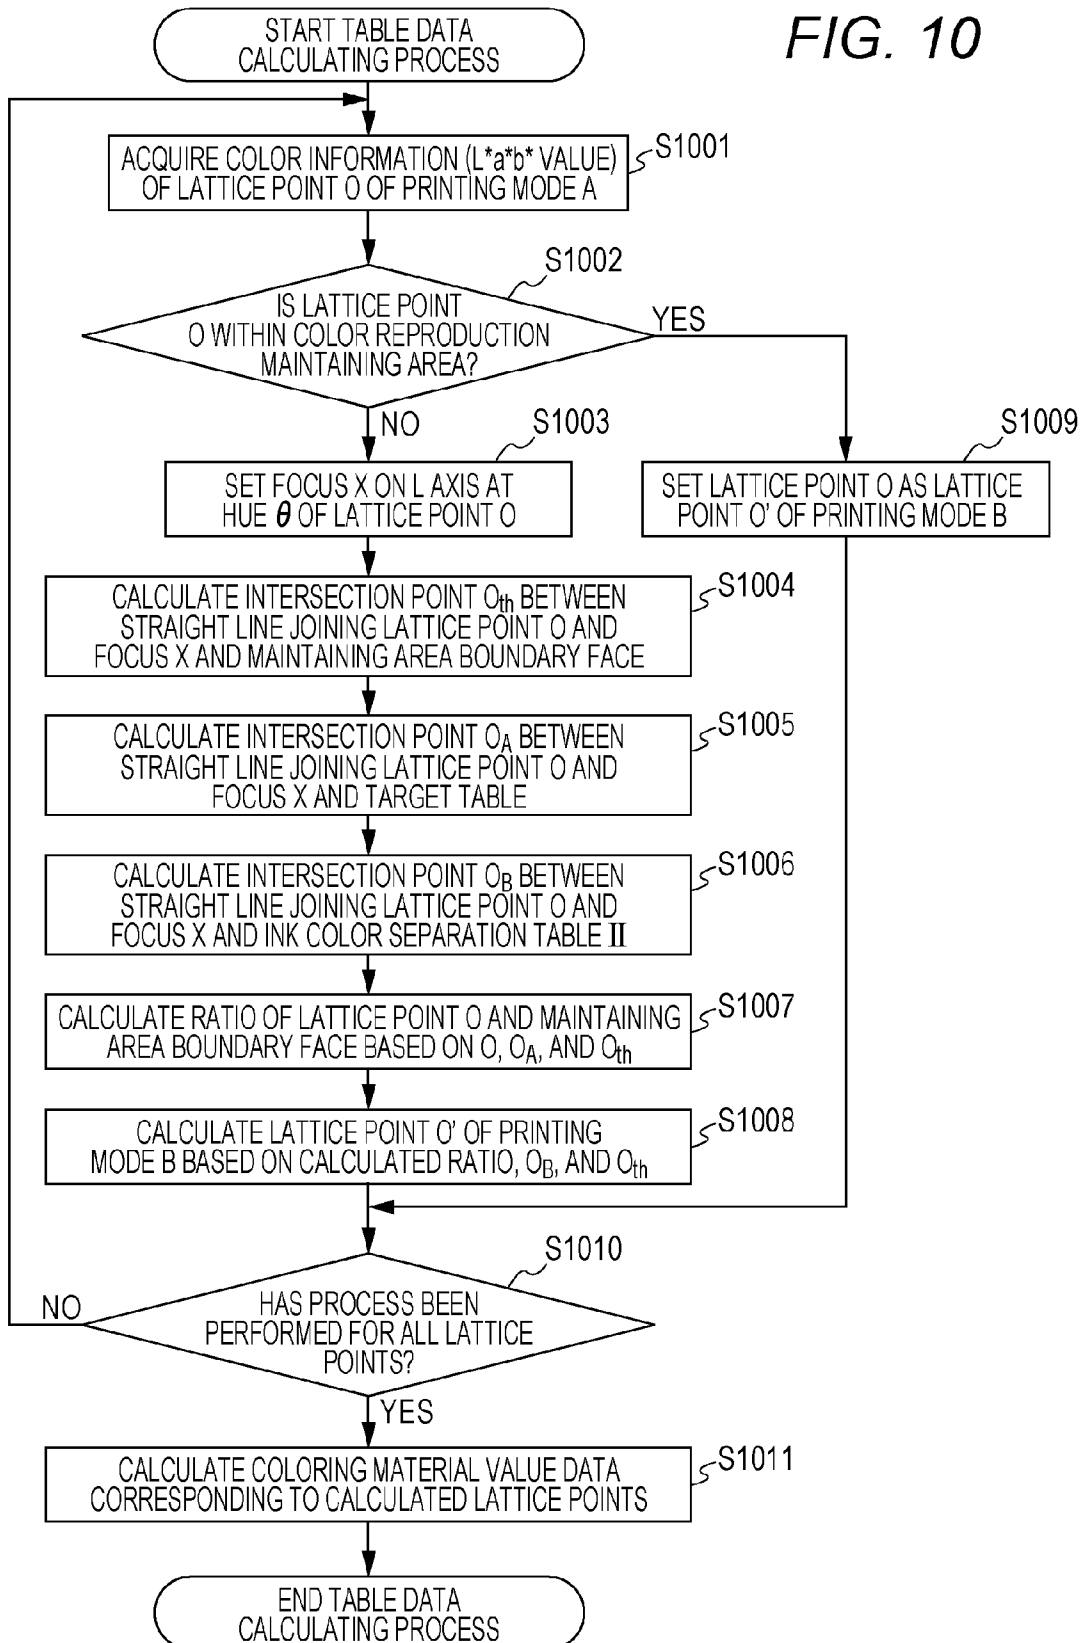 START TABLE DATA
CALCULATING PROCESS
FIG. 10
ACQUIRE COLOR INFORMATION (L*a*b* VALUE)
OF LATTICE POINT O OF PRINTING MODE A
S1001
S1002
IS LATTICE POINT
O WITHIN COLOR REPRODUCTION
MAINTAINING AREA?
YES
NO
S1003
SET FOCUS X ON L AXIS AT
HUE θ OF LATTICE POINT O
S1009
SET LATTICE POINT O AS LATTICE
POINT O' OF PRINTING MODE B
CALCULATE INTERSECTION POINT Oth BETWEEN
STRAIGHT LINE JOINING LATTICE POINT O AND
FOCUS X AND MAINTAINING AREA BOUNDARY FACE
S1004
CALCULATE INTERSECTION POINT OA BETWEEN
STRAIGHT LINE JOINING LATTICE POINT O AND
FOCUS X AND TARGET TABLE
S1005
CALCULATE INTERSECTION POINT OB BETWEEN
STRAIGHT LINE JOINING LATTICE POINT O AND
FOCUS X AND INK COLOR SEPARATION TABLE II
S1006
CALCULATE RATIO OF LATTICE POINT O AND MAINTAINING
AREA BOUNDARY FACE BASED ON O, OA, AND Oth
S1007
CALCULATE LATTICE POINT O' OF PRINTING
MODE B BASED ON CALCULATED RATIO, OB, AND Oth
S1008
S1010
HAS PROCESS BEEN
PERFORMED FOR ALL LATTICE
POINTS?
NO
YES
CALCULATE COLORING MATERIAL VALUE DATA
CORRESPONDING TO CALCULATED LATTICE POINTS
S1011
END TABLE DATA
CALCULATING PROCESS